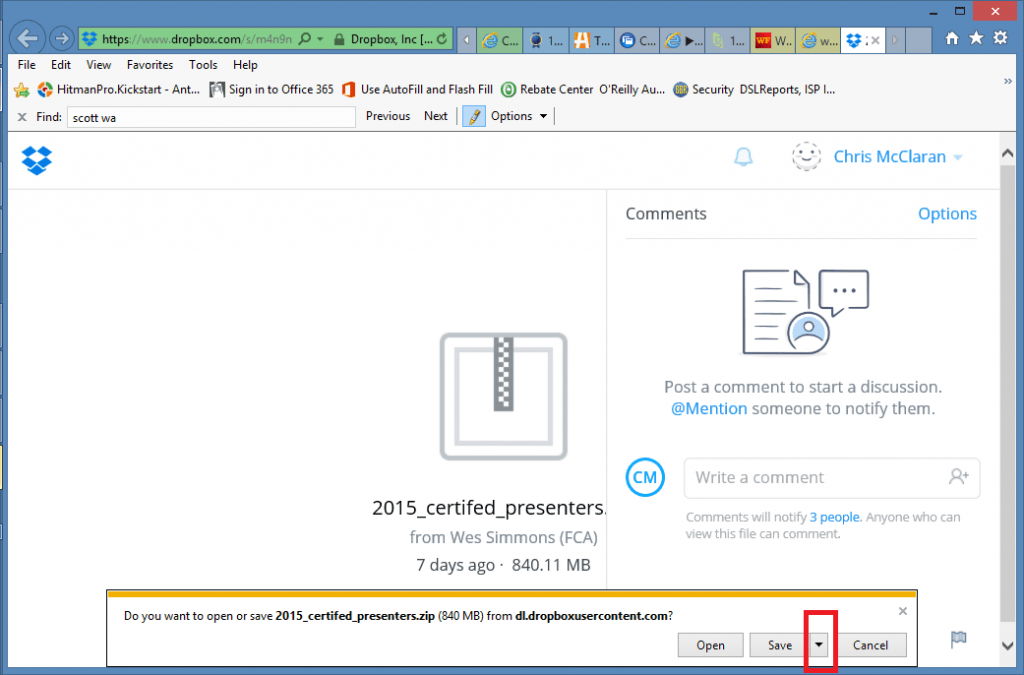 https://www.dropbox.com/s/m4n9n
Dropbox, Inc [...
C...
1...
T...
C...
1...
WF W...
w...
File Edit View Favorites Tools Help
HitmanPro.Kickstart - Ant...
Sign in to Office 365
Use AutoFill and Flash Fill
Rebate Center O'Reilly Au...
Security DSLReports, ISP I...
x Find: scott wa
Previous Next Options
Chris McClaran
Comments
Options
Post a comment to start a discussion.
@Mention someone to notify them.
CM
Write a comment
Comments will notify 3 people. Anyone who can
view this file can comment.
2015_certifed_presenters.
from Wes Simmons (FCA)
7 days ago · 840.11 MB
Do you want to open or save 2015_certifed_presenters.zip (840 MB) from dl.dropboxusercontent.com?
Open Save Cancel